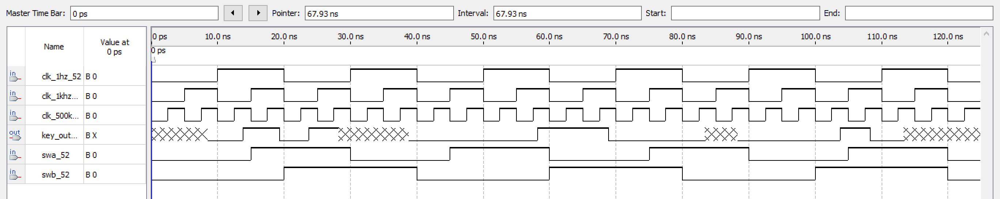 Master Time Bar: 0 ps Pointer: 67.93 ns Interval: 67.93 ns Start: End:
Name Value at 0 ps
0 ps 10.0 ns 20.0 ns 30.0 ns 40.0 ns 50.0 ns 60.0 ns 70.0 ns 80.0 ns 90.0 ns 100.0 ns 110.0 ns 120.0 ns
0 ps
in clk_1hz_52 B 0
in clk_1khz... B 0
in clk_500k... B 0
out key_out... B X
in swa_52 B 0
in swb_52 B 0